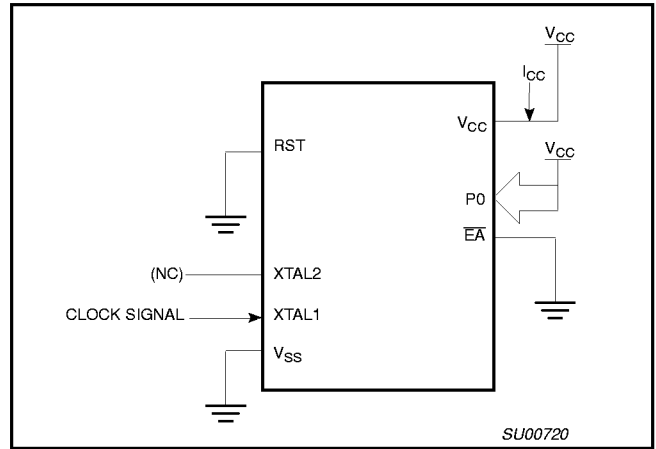 VCC
ICC
VCC
RST
VCC
P0
EA
(NC)
XTAL2
CLOCK SIGNAL
XTAL1
VSS
SU00720